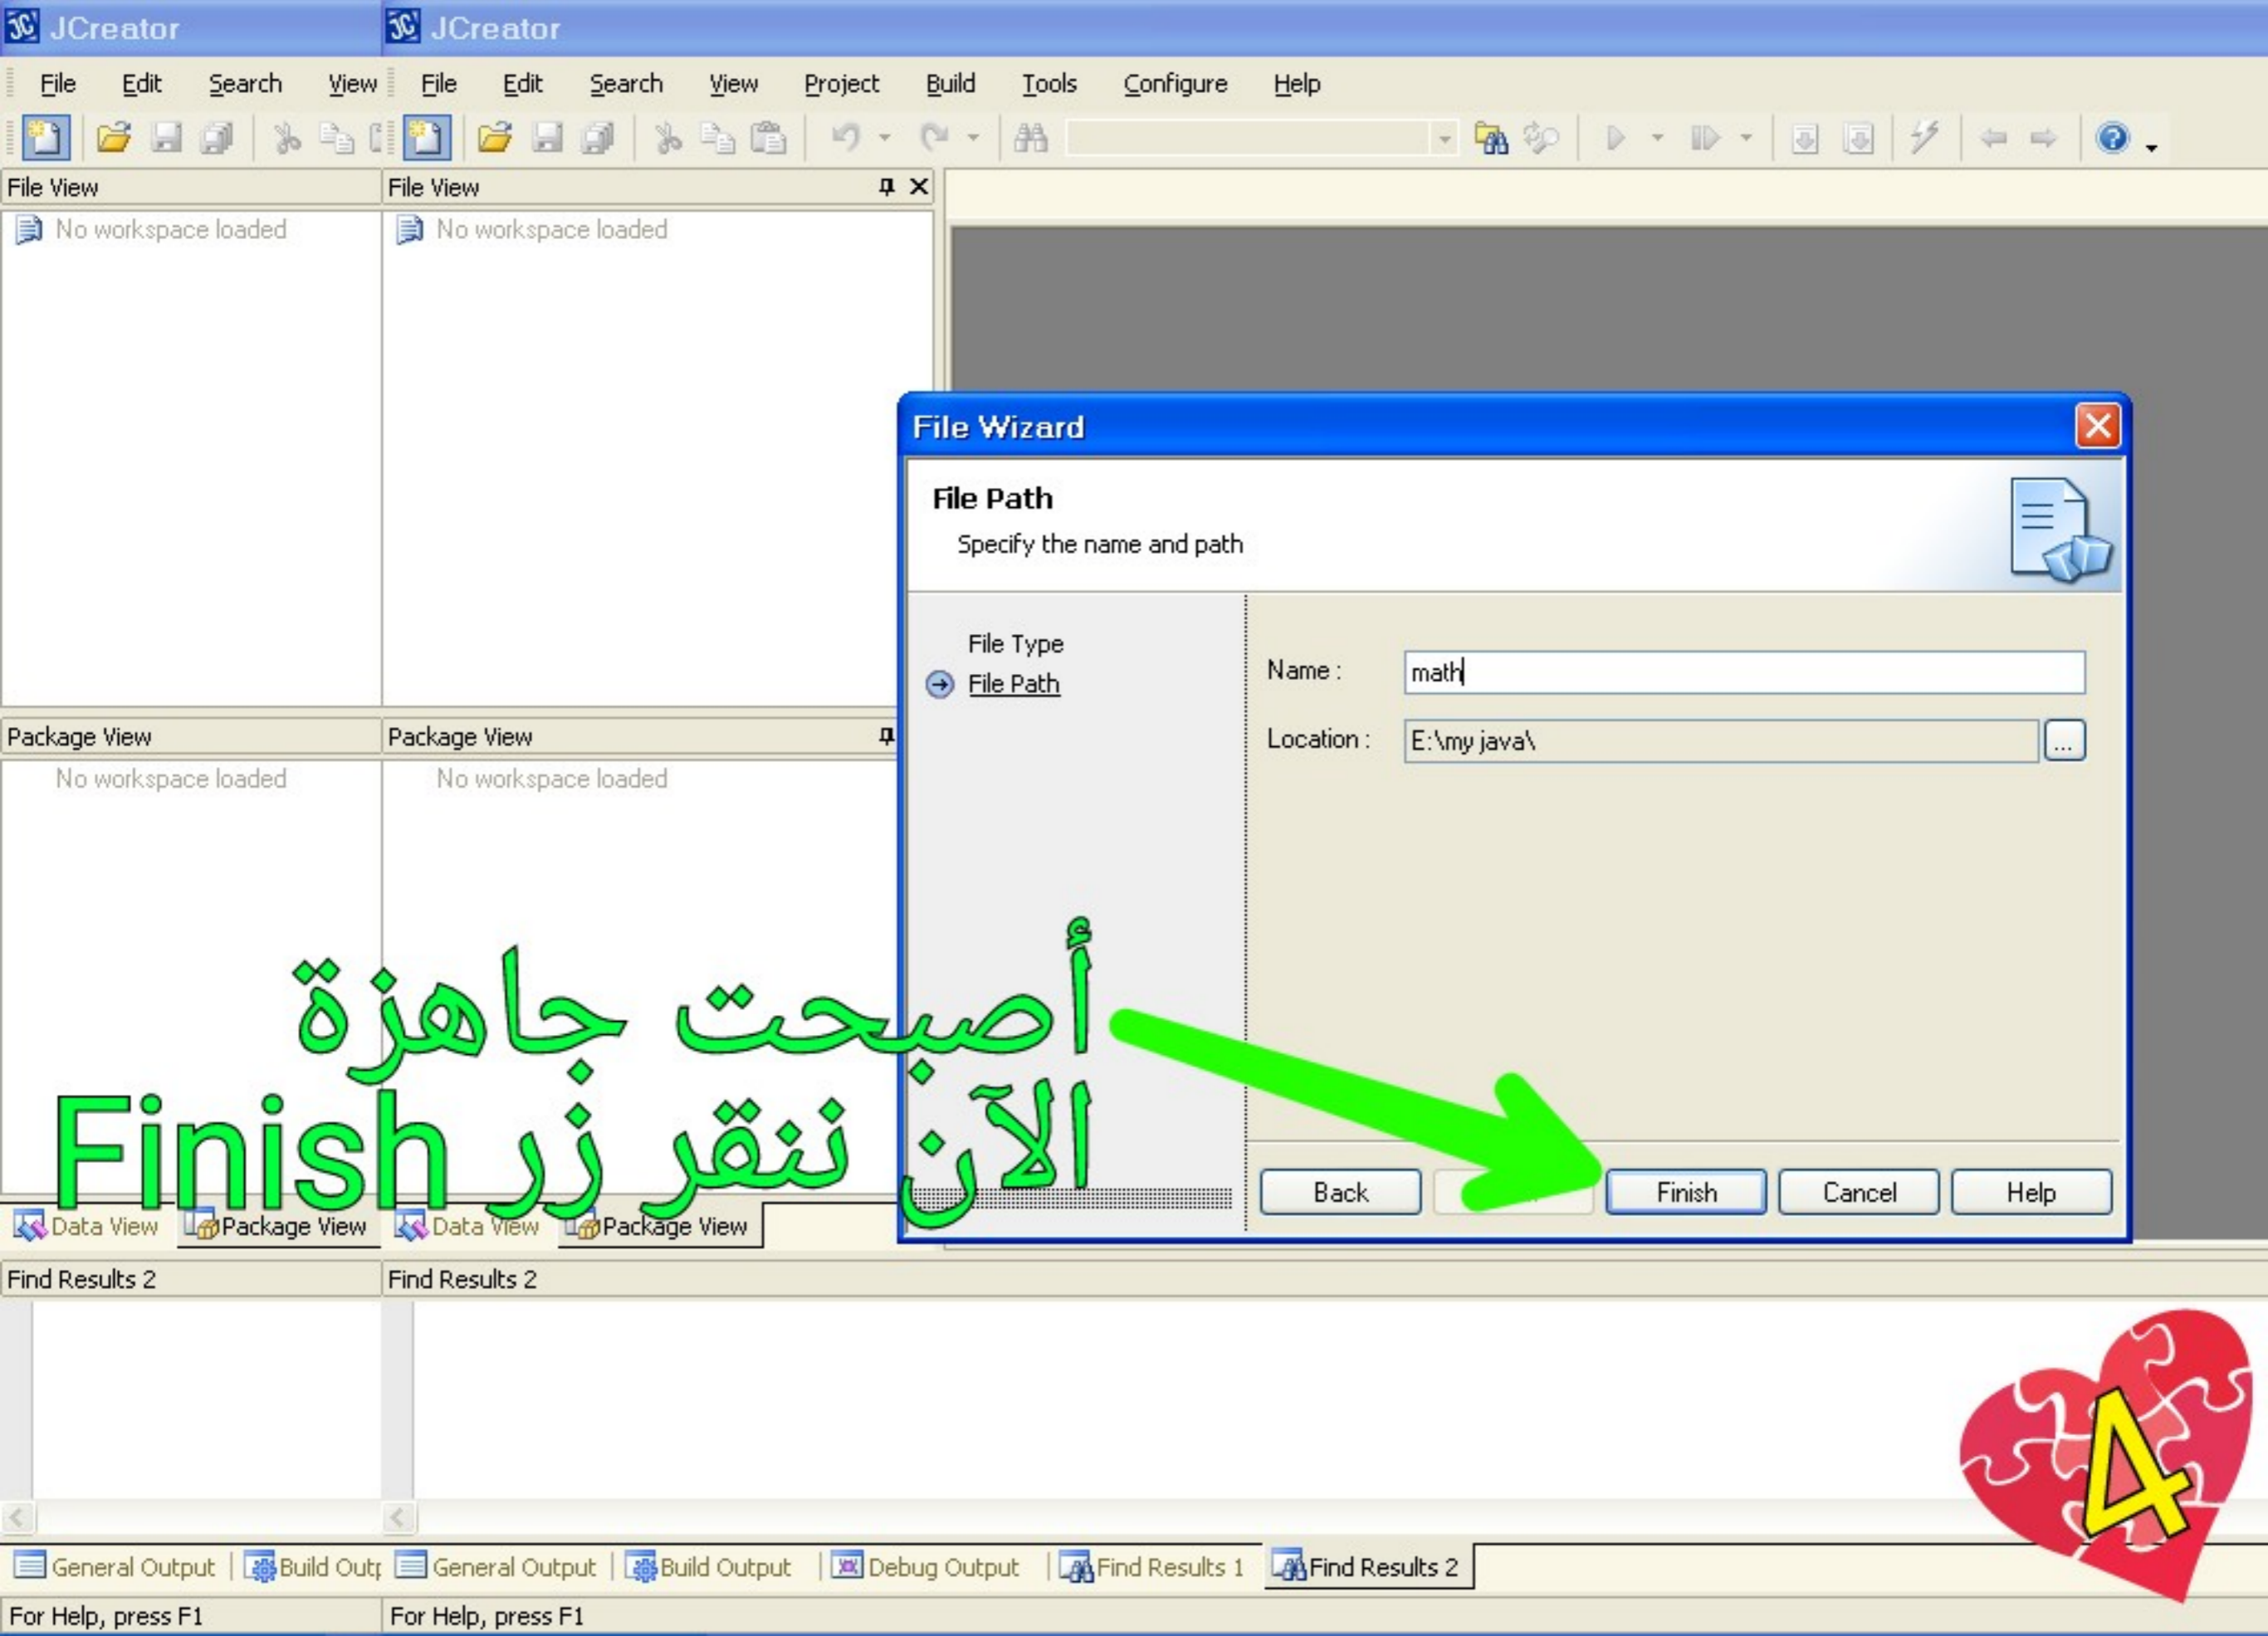 JCreator JCreator
File Edit Search View File Edit Search View Project Build Tools Configure Help
File View File View
No workspace loaded No workspace loaded
File Wizard
File Path
Specify the name and path
File Type
File Path
Name : math
Location : E:\my java\ ...
Package View Package View
No workspace loaded No workspace loaded
أصبحت جاهزة
الآن ننقر زر Finish
Back Finish Cancel Help
Data View Package View Data View Package View
Find Results 2 Find Results 2
4
General Output Build Outp General Output Build Output Debug Output Find Results 1 Find Results 2
For Help, press F1 For Help, press F1